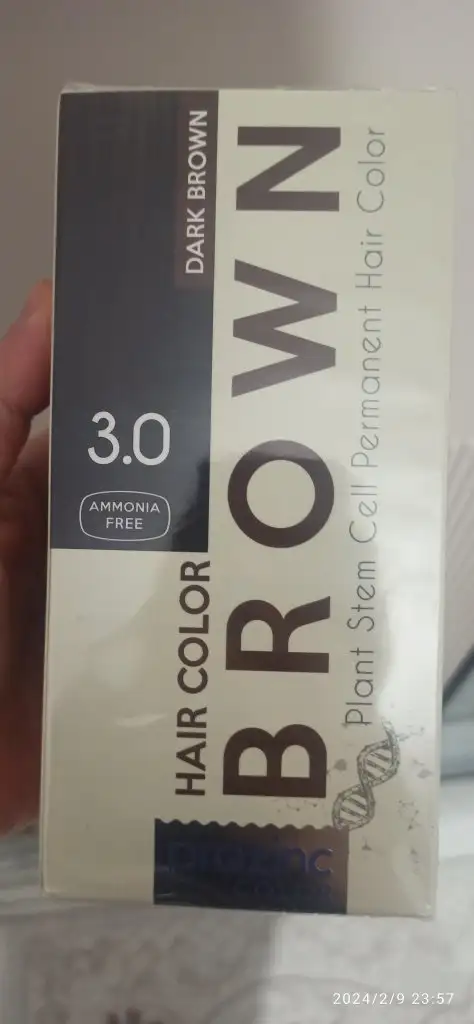 DARK BROWN
3.0
AMMONIA
FREE
HAIR COLOR
BROWN
Plant Stem Cell Permanent Hair Color
2024/2/9 23:57